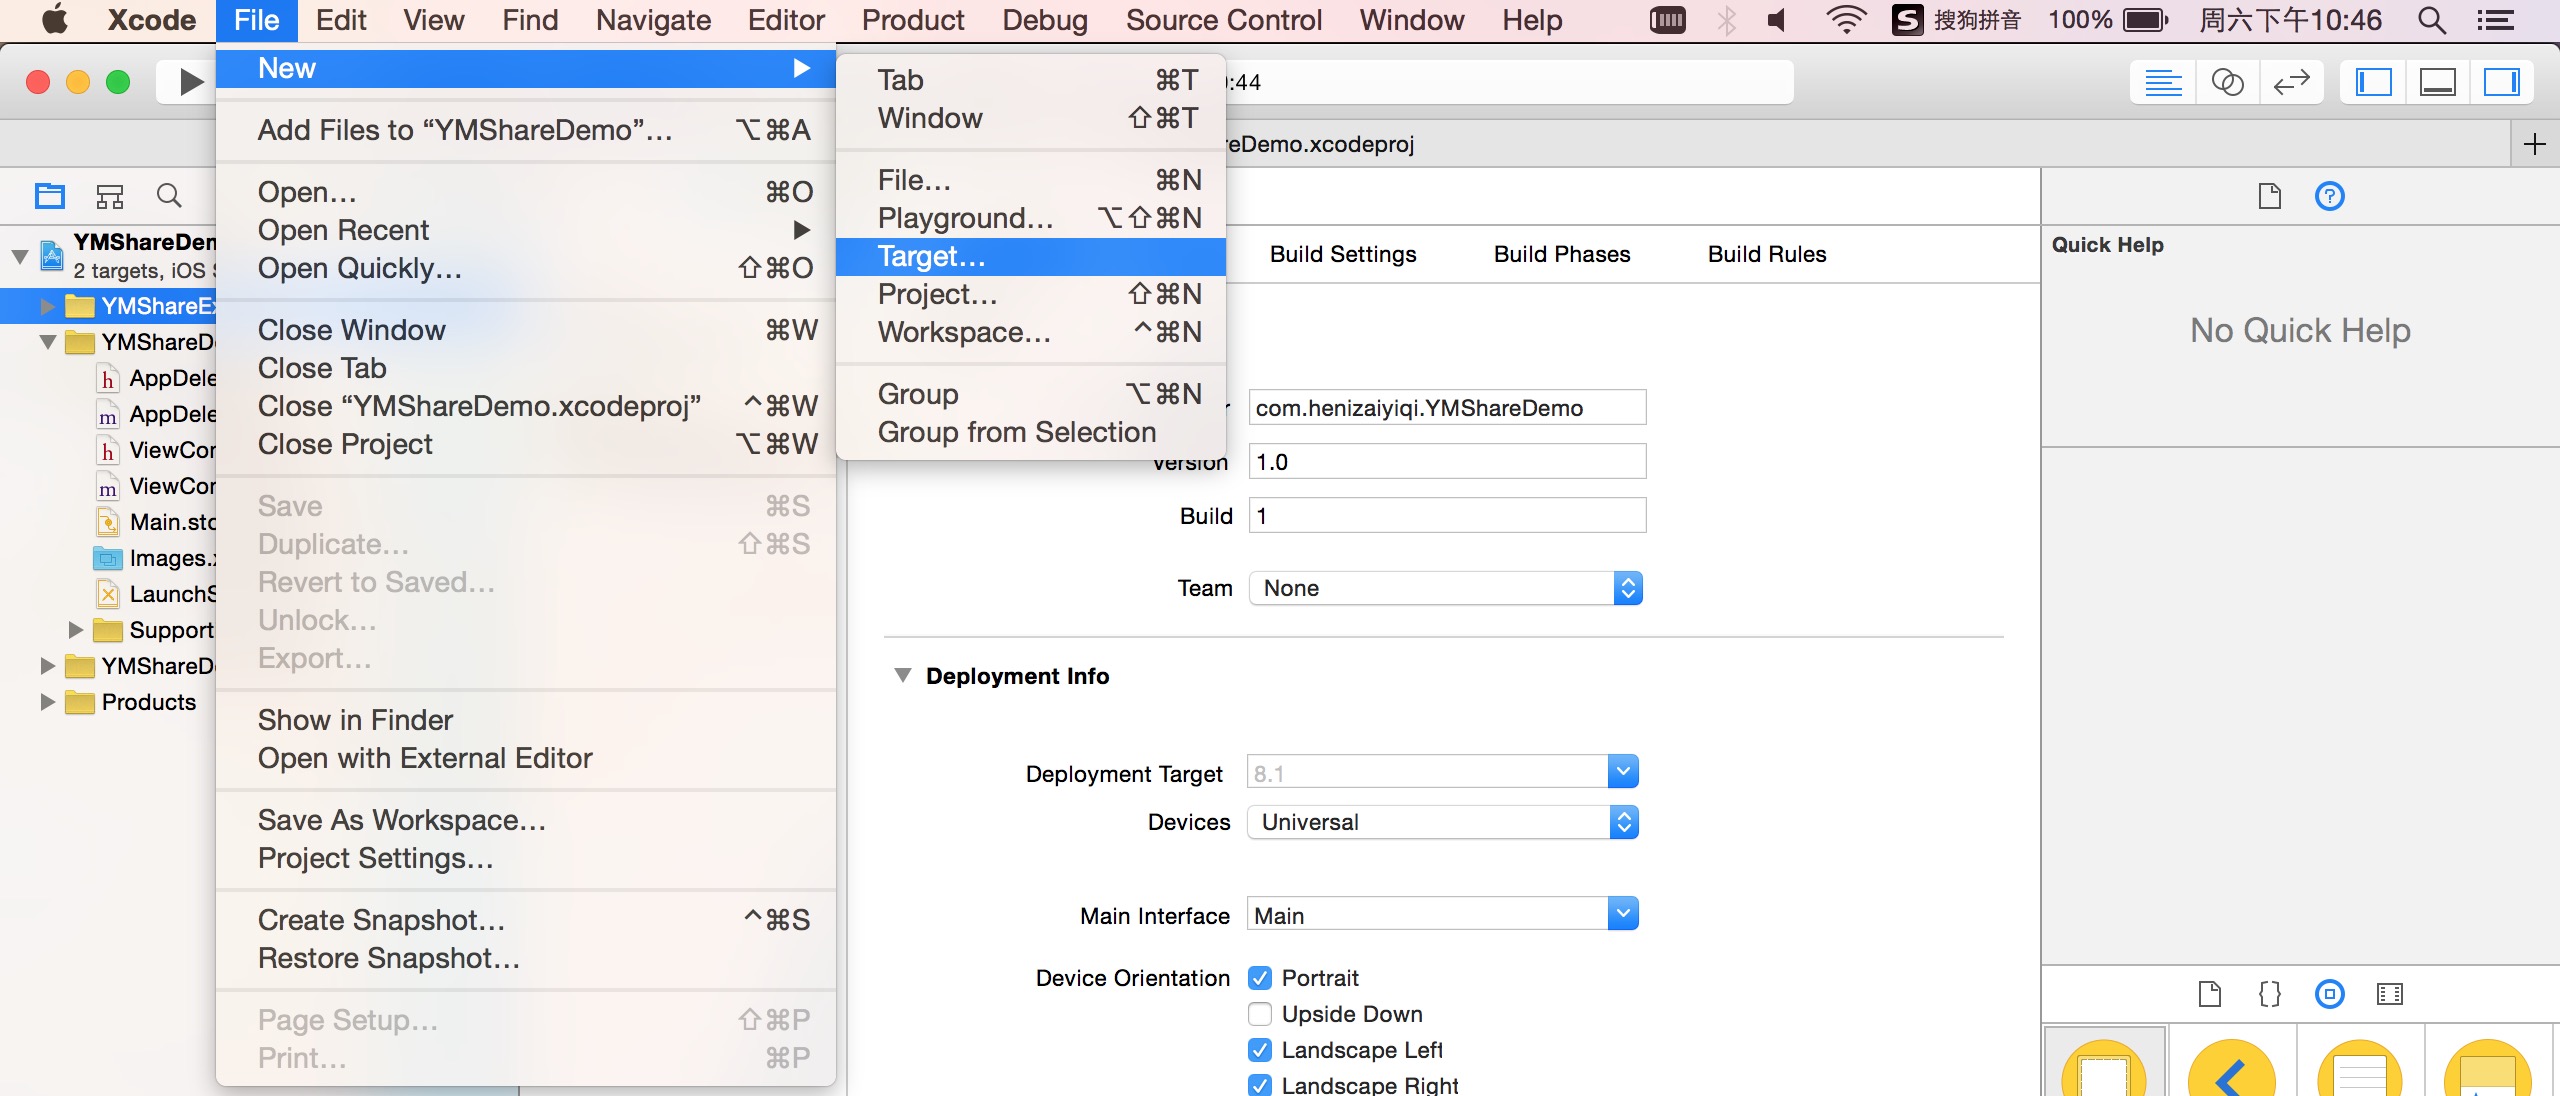 Xcode File Edit View Find Navigate Editor Product Debug Source Control Window Help 搜狗拼音 100% 周六下午10:46
New
Add Files to “YMShareDemo”… ⌥⌘A
Open… ⌘O
Open Recent
Open Quickly… ⇧⌘O
Close Window ⌘W
Close Tab
Close “YMShareDemo.xcodeproj” ^⌘W
Close Project ⌥⌘W
Save ⌘S
Duplicate… ⇧⌘S
Revert to Saved…
Unlock…
Export…
Show in Finder
Open with External Editor
Save As Workspace…
Project Settings…
Create Snapshot… ^⌘S
Restore Snapshot…
Page Setup… ⇧⌘P
Print… ⌘P
Tab ⌘T
Window ⇧⌘T
File… ⌘N
Playground… ⌥⇧⌘N
Target…
Project… ⇧⌘N
Workspace… ^⌘N
Group ⌥⌘N
Group from Selection
:44
eDemo.xcodeproj
YMShareDem
2 targets, iOS
YMShareEx
YMShareD
h AppDele
m AppDele
h ViewCor
m ViewCor
Main.stc
Images.
LaunchS
Support
YMShareD
Products
Build Settings Build Phases Build Rules
com.henizaiyiqi.YMShareDemo
Version 1.0
Build 1
Team None
Deployment Info
Deployment Target 8.1
Devices Universal
Main Interface Main
Device Orientation Portrait
Upside Down
Landscape Left
Landscape Right
Quick Help
No Quick Help